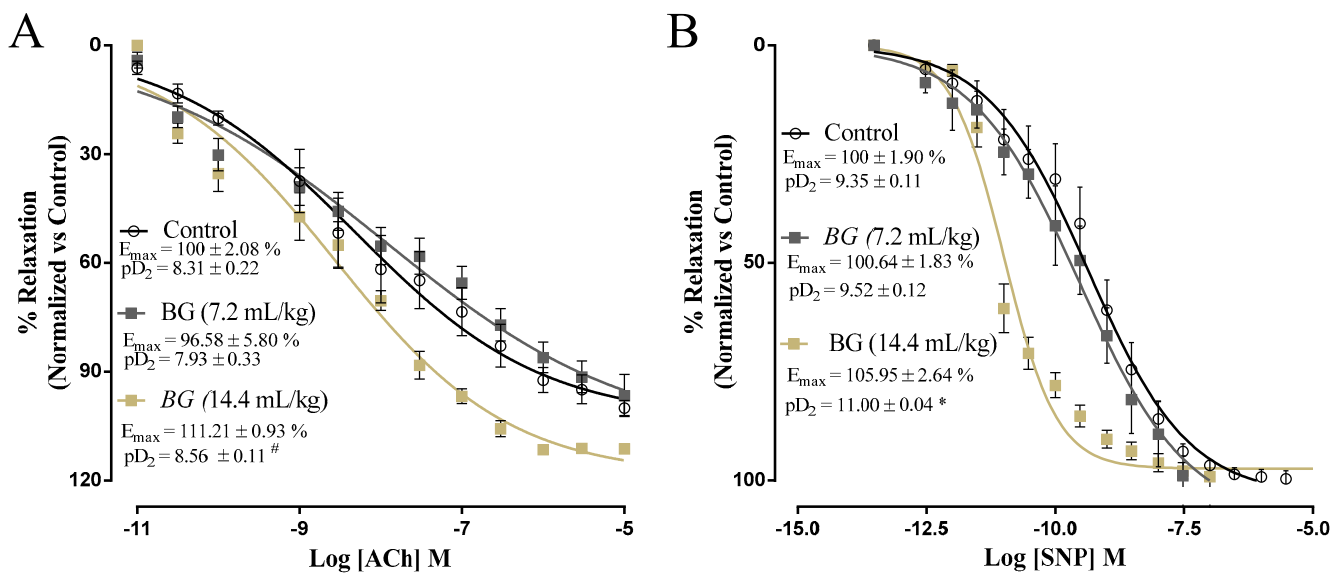 A
% Relaxation
(Normalized vs Control)
0
30
60
90
120
Control
Emax = 100 ± 2.08 %
pD2 = 8.31 ± 0.22
BG (7.2 mL/kg)
Emax = 96.58 ± 5.80 %
pD2 = 7.93 ± 0.33
BG (14.4 mL/kg)
Emax = 111.21 ± 0.93 %
pD2 = 8.56 ± 0.11 #
-11 -9 -7 -5
Log [ACh] M
B
% Relaxation
(Normalized vs Control)
0
50
100
Control
Emax = 100 ± 1.90 %
pD2 = 9.35 ± 0.11
BG (7.2 mL/kg)
Emax = 100.64 ± 1.83 %
pD2 = 9.52 ± 0.12
BG (14.4 mL/kg)
Emax = 105.95 ± 2.64 %
pD2 = 11.00 ± 0.04 *
-15.0 -12.5 -10.0 -7.5 -5.0
Log [SNP] M